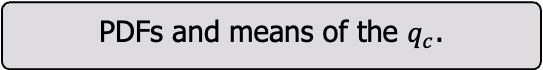 PDFs and means of the $q_c$.